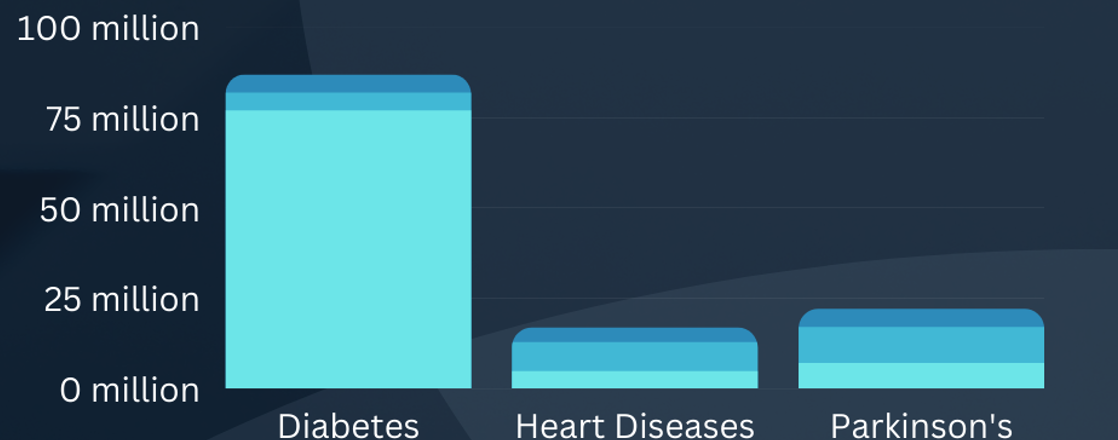 100 million
75 million
50 million
25 million
0 million
Diabetes Heart Diseases Parkinson's